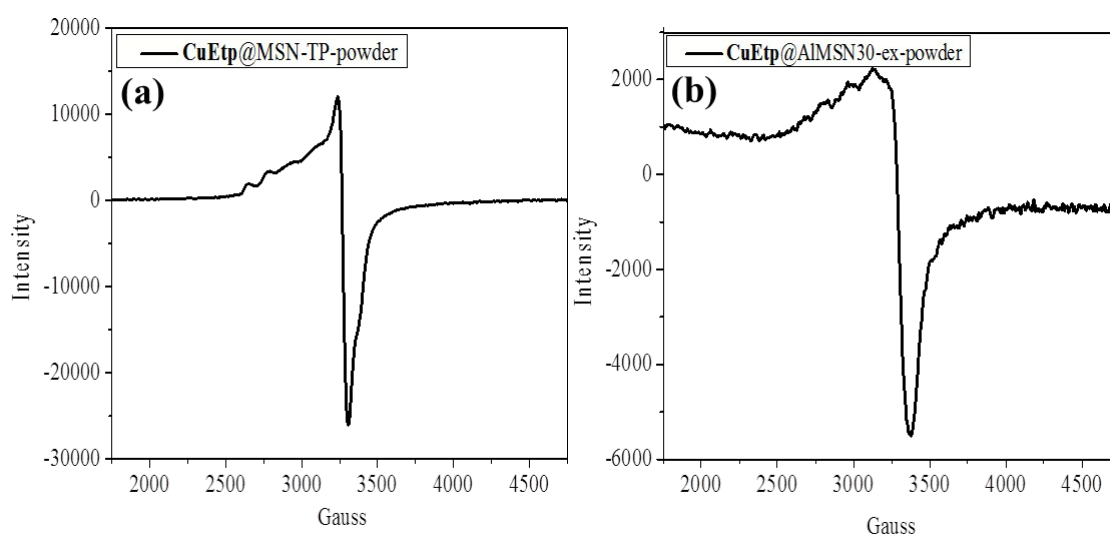 CuEtp@MSN-TP-powder
(a)
20000
10000
0
-10000
-20000
-30000
Intensity
2000 2500 3000 3500 4000 4500
Gauss
CuEtp@AlMSN30-ex-powder
(b)
2000
0
-2000
-4000
-6000
Intensity
2000 2500 3000 3500 4000 4500
Gauss